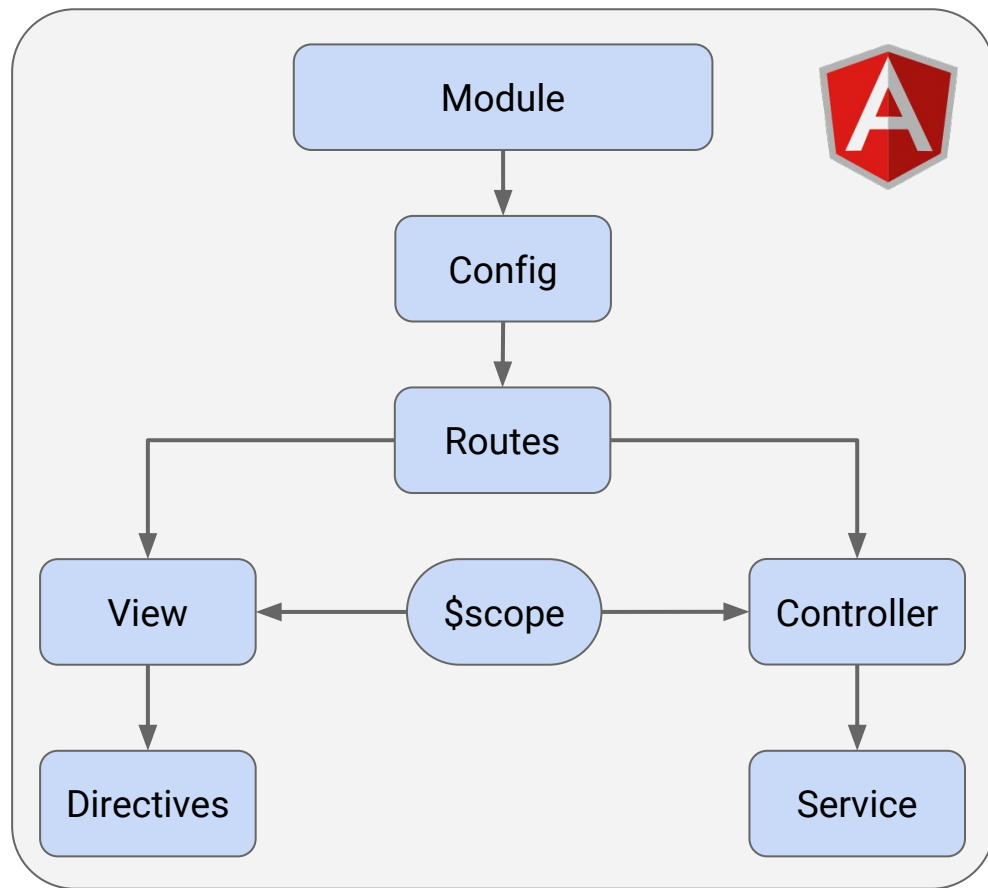 Module
Config
Routes
View
$scope
Controller
Directives
Service